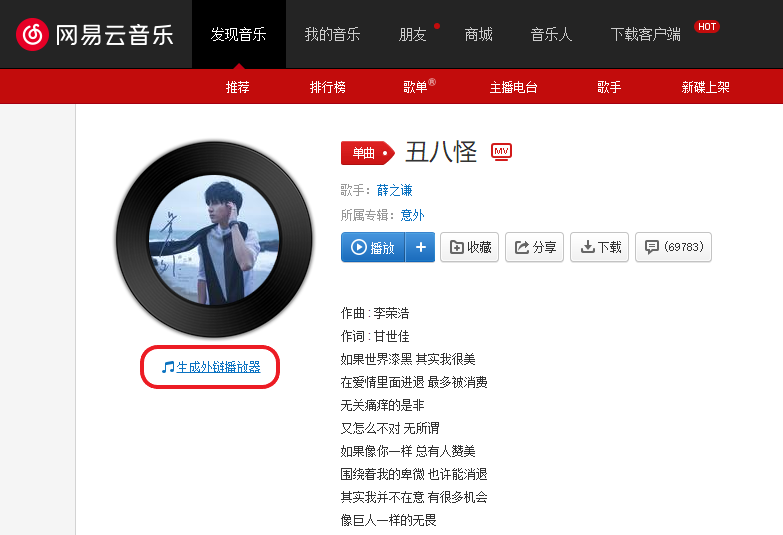 网易云音乐 发现音乐 我的音乐 朋友 商城 音乐人 下载客户端 HOT
推荐 排行榜 歌单® 主播电台 歌手 新碟上架
单曲 丑八怪 MV
歌手：薛之谦
所属专辑：意外
播放 + 收藏 分享 下载 (69783)
生成外链播放器
作曲 : 李荣浩
作词 : 甘世佳
如果世界漆黑 其实我很美
在爱情里面进退 最多被消费
无关痛痒的是非
又怎么不对 无所谓
如果像你一样 总有人赞美
围绕着我的卑微 也许能消退
其实我并不在意 有很多机会
像巨人一样的无畏